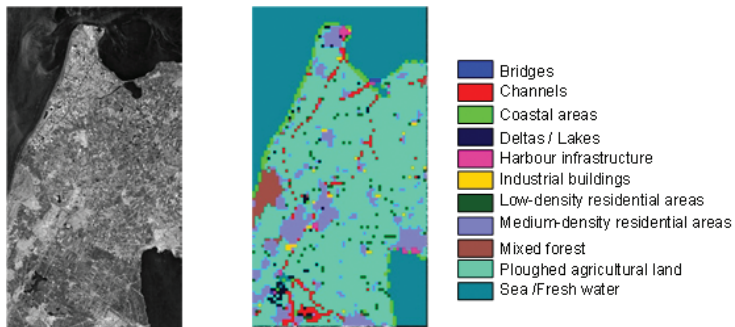 Bridges
Channels
Coastal areas
Deltas / Lakes
Harbour infrastructure
Industrial buildings
Low-density residential areas
Medium-density residential areas
Mixed forest
Ploughed agricultural land
Sea /Fresh water